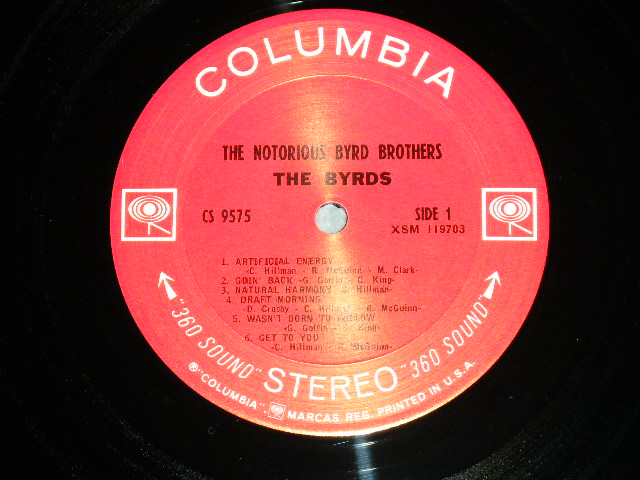 COLUMBIA
THE NOTORIOUS BYRD BROTHERS
THE BYRDS
CS 9575
SIDE 1
XSM 119703
1. ARTIFICIAL ENERGY
-C. Hillman - R. McGuinn - M. Clark-
2. GOIN' BACK -G. Goffin - C. King-
3. NATURAL HARMONY -C. Hillman-
4. DRAFT MORNING
-D. Crosby - C. Hillman - R. McGuinn-
5. WASN'T BORN TO FOLLOW
-G. Goffin - C. King-
6. GET TO YOU
-C. Hillman - R. McGuinn-
"360 SOUND" STEREO "360 SOUND"
℗"COLUMBIA", MARCAS REG. PRINTED IN U.S.A.